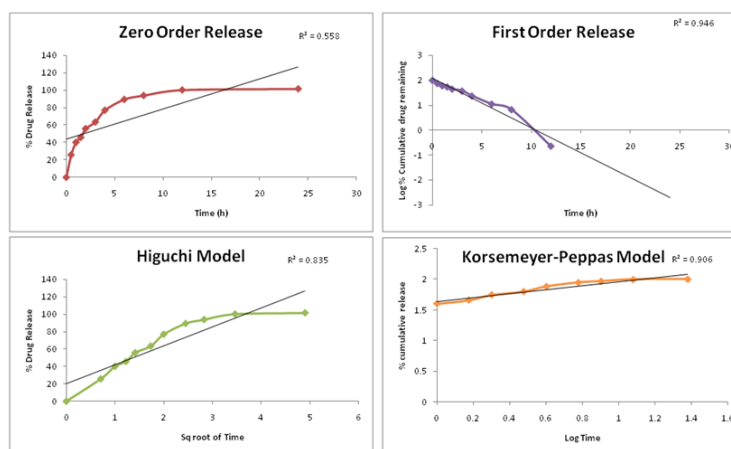 Zero Order Release
R² = 0.558
140
120
100
80
60
40
20
0
% Drug Release
0 5 10 15 20 25 30
Time (h)
First Order Release
R² = 0.946
3
2
1
0
-1
-2
-3
Log % Cumulative drug remaining
0 5 10 15 20 25 30
Time (h)
Higuchi Model
R² = 0.835
140
120
100
80
60
40
20
0
% Drug Release
0 1 2 3 4 5 6
Sq root of Time
Korsemeyer-Peppas Model
R² = 0.906
2.5
2
1.5
1
0.5
0
% cumulative release
0 0.2 0.4 0.6 0.8 1 1.2 1.4 1.6
Log Time